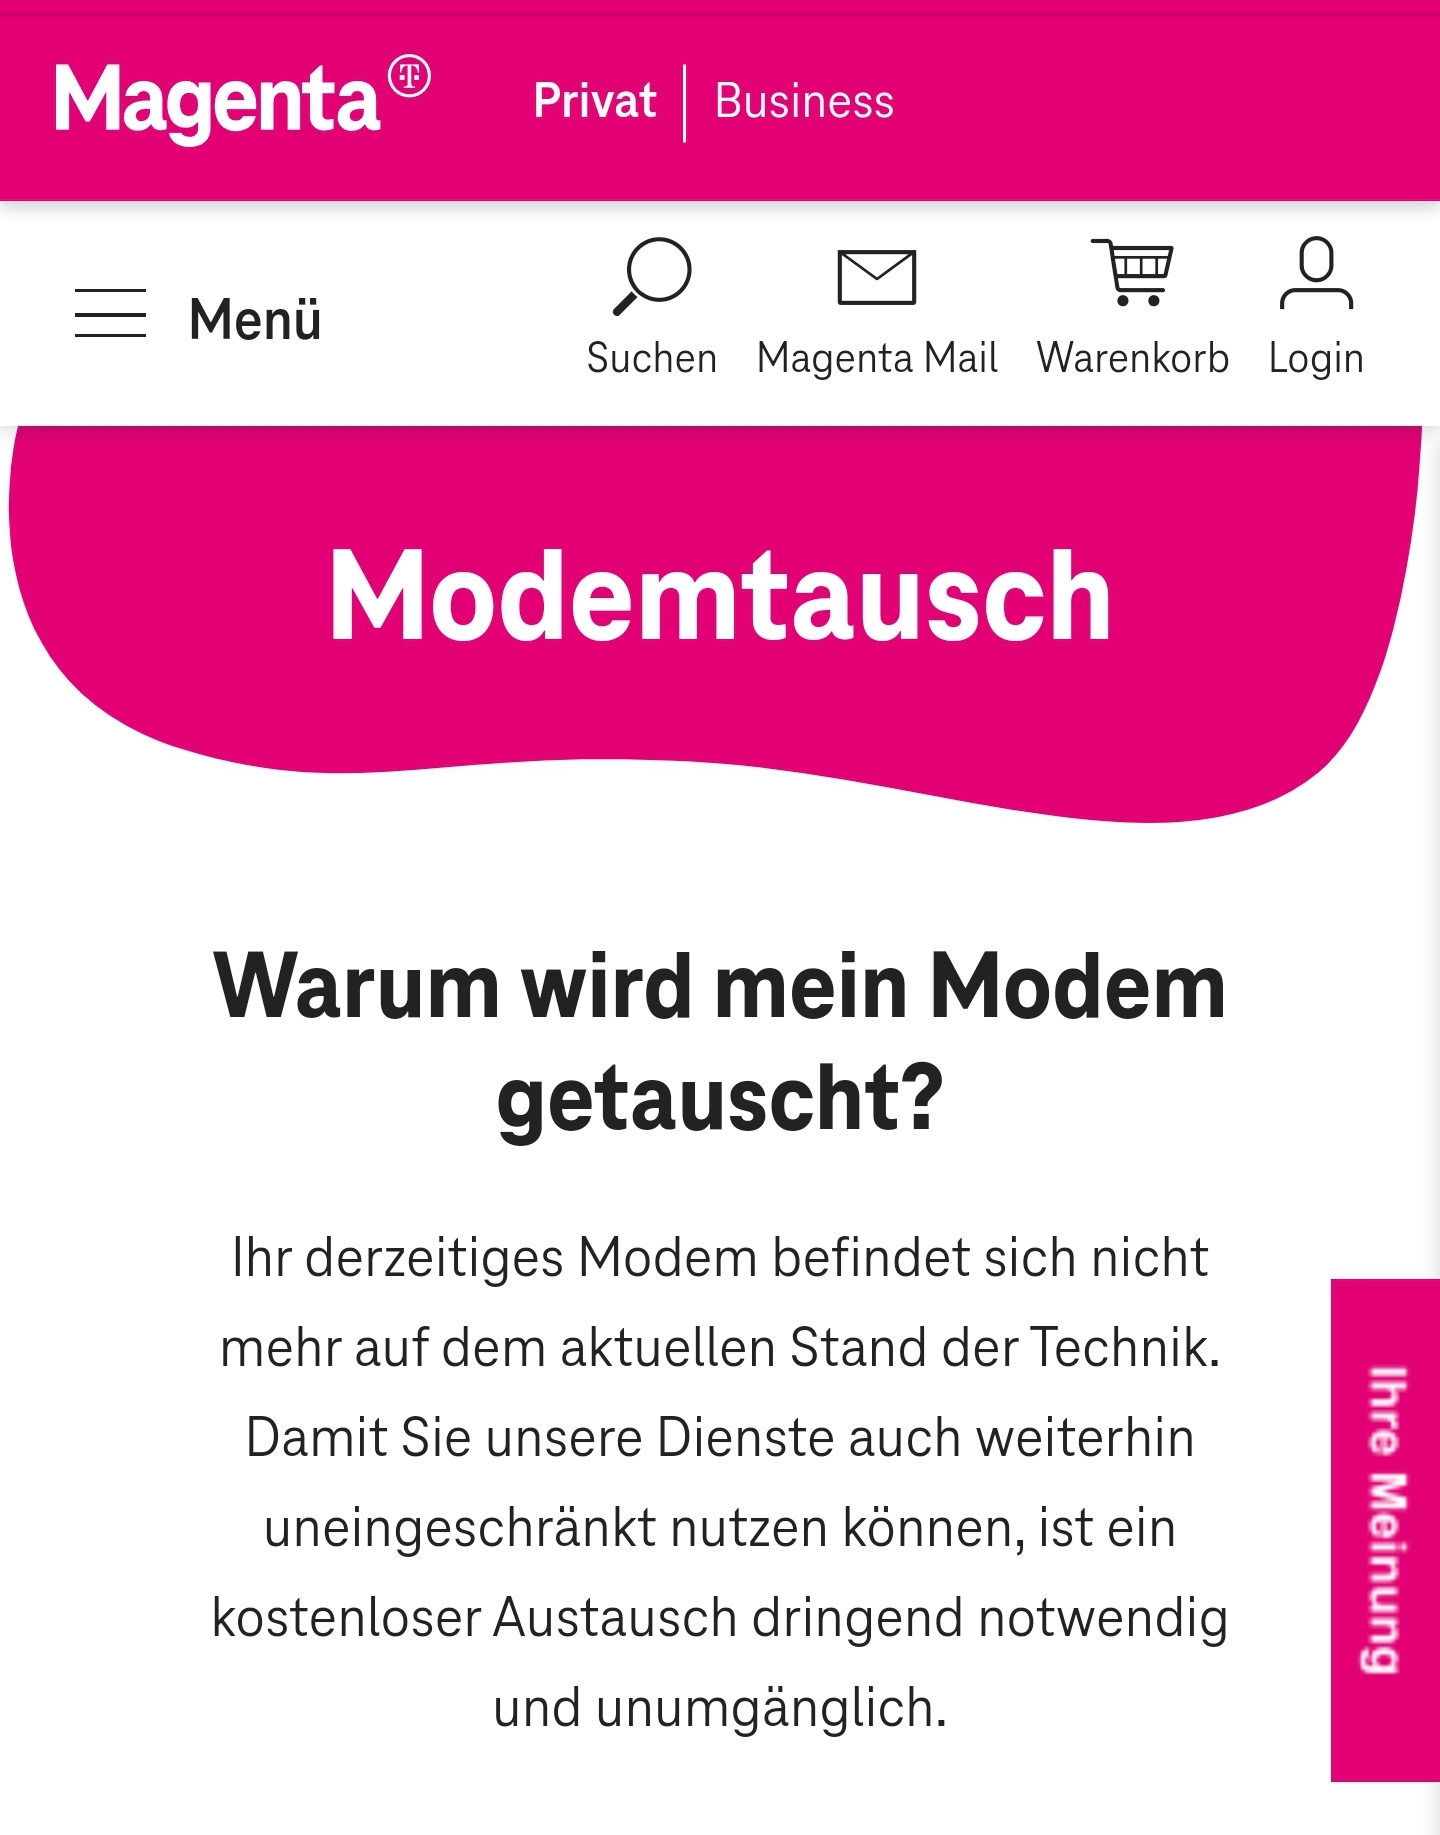 Magenta T
Privat | Business
Menü
Suchen Magenta Mail Warenkorb Login
Modemtausch
Warum wird mein Modem
getauscht?
Ihr derzeitiges Modem befindet sich nicht
mehr auf dem aktuellen Stand der Technik.
Damit Sie unsere Dienste auch weiterhin
uneingeschränkt nutzen können, ist ein
kostenloser Austausch dringend notwendig
und unumgänglich.
Ihre Meinung